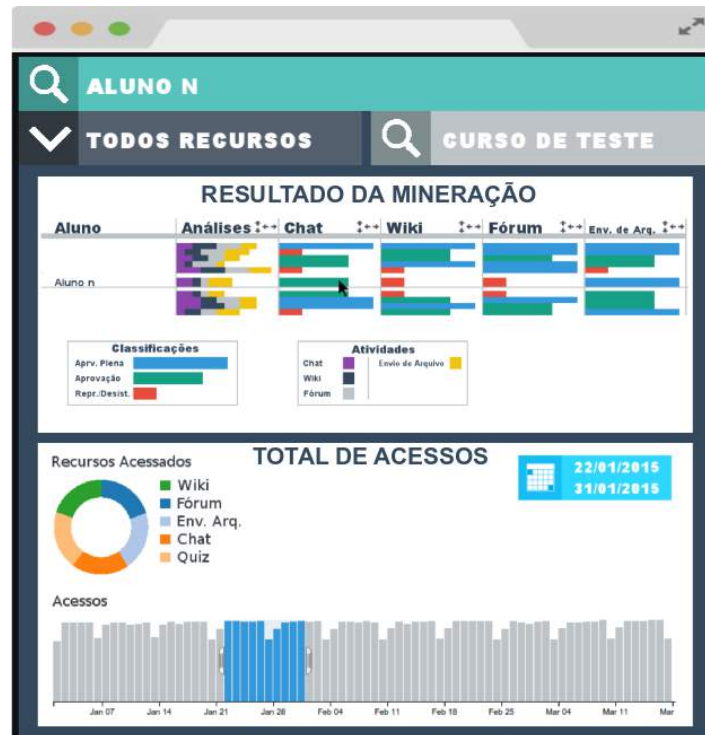 ALUNO N
TODOS RECURSOS
CURSO DE TESTE
RESULTADO DA MINERAÇÃO
Aluno Análises Chat Wiki Fórum Env. de Arq.
Aluno n
Classificações
Aprv. Plena
Aprovação
Repr./Desist.
Atividades
Chat Envio de Arquivo
Wiki
Fórum
TOTAL DE ACESSOS
Recursos Acessados
22/01/2015
31/01/2015
Wiki
Fórum
Env. Arq.
Chat
Quiz
Acessos
Jan 07 Jan 14 Jan 21 Jan 28 Feb 04 Feb 11 Feb 18 Feb 25 Mar 04 Mar 11 Mar